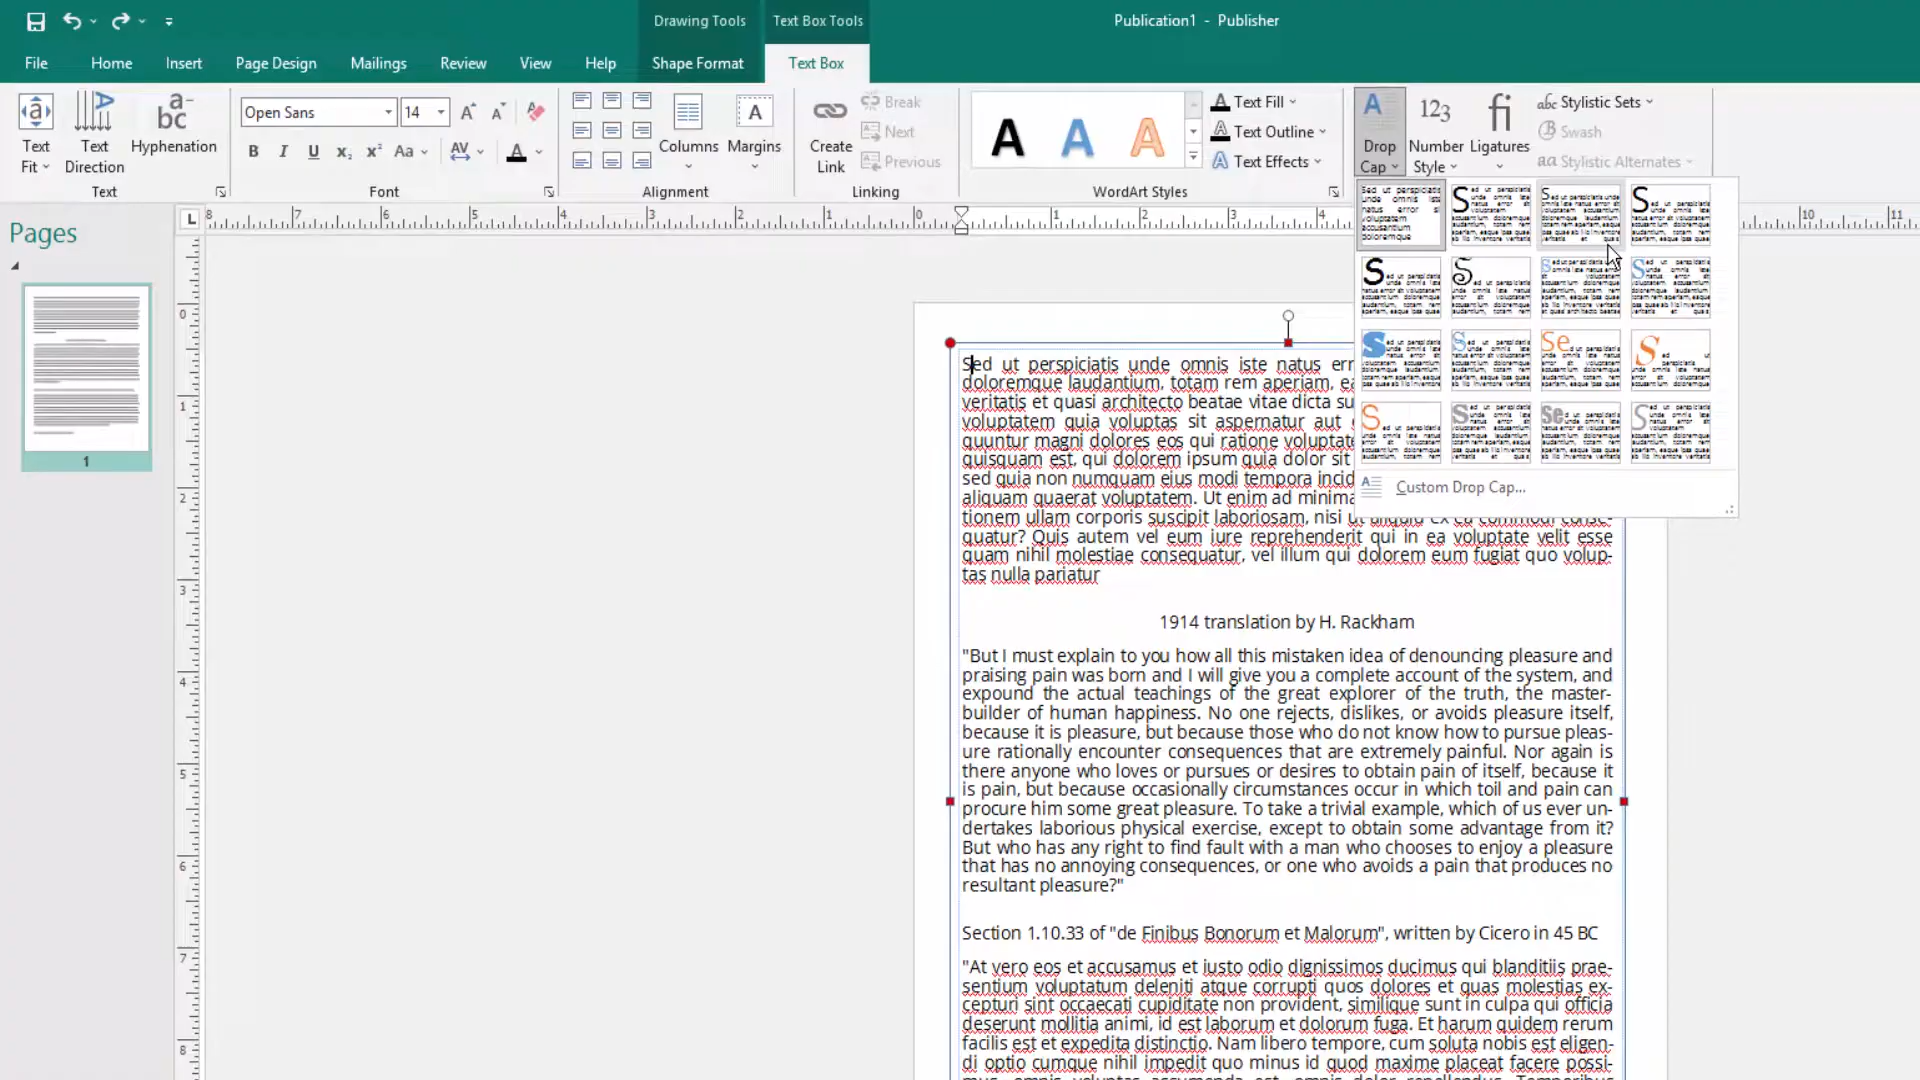 Drawing Tools
Text Box Tools
Publication1 - Publisher
File
Home
Insert
Page Design
Mailings
Review
View
Help
Shape Format
Text Box
Text Fit
Text Direction
Hyphenation
Text
Open Sans
14
B I U x₂ x² Aa AV A
Font
Columns
Margins
Alignment
Create Link
Break
Next
Previous
Linking
A A A
Text Fill
Text Outline
Text Effects
WordArt Styles
Drop Cap
Number Style
Ligatures
Stylistic Sets
Swash
Stylistic Alternates
Custom Drop Cap...
Pages
1
Sed ut perspiciatis unde omnis iste natus
doloremque laudantium, totam rem aperiam,
veritatis et quasi architecto beatae vitae dicta
voluptatem quia voluptas sit aspernatur aut
quuntur magni dolores eos qui ratione
quisquam est, qui dolorem ipsum quia dolor sit
sed quia non numquam eius modi tempora
aliquam quaerat voluptatem. Ut enim ad
tionem ullam corporis suscipit laboriosam, nisi
quatur? Quis autem vel eum iure reprehenderit qui in ea voluptate velit esse
quam nihil molestiae consequatur, vel illum qui dolorem eum fugiat quo volup-
tas nulla pariatur
1914 translation by H. Rackham
"But I must explain to you how all this mistaken idea of denouncing pleasure and
praising pain was born and I will give you a complete account of the system, and
expound the actual teachings of the great explorer of the truth, the master-
builder of human happiness. No one rejects, dislikes, or avoids pleasure itself,
because it is pleasure, but because those who do not know how to pursue pleas-
ure rationally encounter consequences that are extremely painful. Nor again is
there anyone who loves or pursues or desires to obtain pain of itself, because it
is pain, but because occasionally circumstances occur in which toil and pain can
procure him some great pleasure. To take a trivial example, which of us ever un-
dertakes laborious physical exercise, except to obtain some advantage from it?
But who has any right to find fault with a man who chooses to enjoy a pleasure
that has no annoying consequences, or one who avoids a pain that produces no
resultant pleasure?"
Section 1.10.33 of "de Finibus Bonorum et Malorum", written by Cicero in 45 BC
"At vero eos et accusamus et iusto odio dignissimos ducimus qui blanditiis prae-
sentium voluptatum deleniti atque corrupti quos dolores et quas molestias ex-
cepturi sint occaecati cupiditate non provident, similique sunt in culpa qui officia
deserunt mollitia animi, id est laborum et dolorum fuga. Et harum quidem rerum
facilis est et expedita distinctio. Nam libero tempore, cum soluta nobis est eligen-
di optio cumque nihil impedit quo minus id quod maxime placeat facere possi-